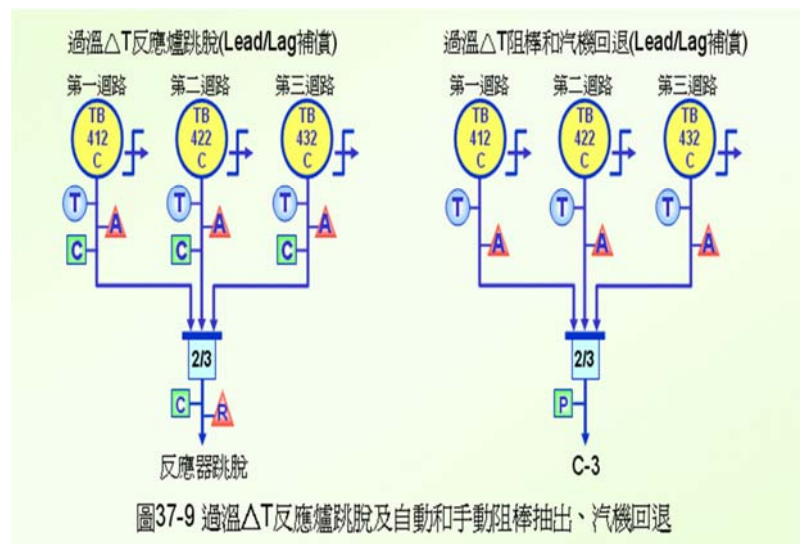 過溫△T反應爐跳脫(Lead/Lag補償)
過溫△T阻棒和汽機回退(Lead/Lag補償)
第一迴路 第二迴路 第三迴路
第一迴路 第二迴路 第三迴路
TB 412 C
TB 422 C
TB 432 C
TB 412 C
TB 422 C
TB 432 C
T A T A T A
T A T A T A
C C C
2/3
2/3
C R
P
反應器跳脫
C-3
圖37-9 過溫△T反應爐跳脫及自動和手動阻棒抽出、汽機回退